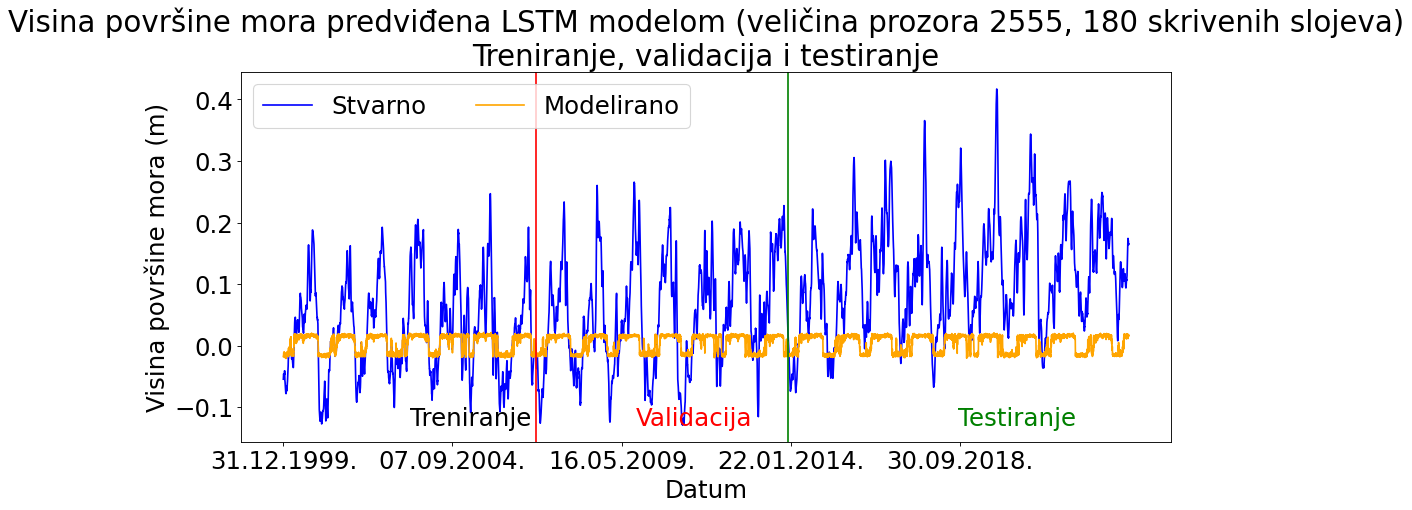 Visina površine mora predviđena LSTM modelom (veličina prozora 2555, 180 skrivenih slojeva)
Treniranje, validacija i testiranje
Stvarno
Modelirano
Visina površine mora (m)
0.4
0.3
0.2
0.1
0.0
−0.1
Treniranje
Validacija
Testiranje
31.12.1999.
07.09.2004.
16.05.2009.
22.01.2014.
30.09.2018.
Datum